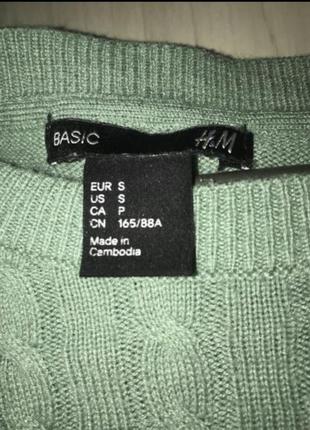 BASIC H&M
EUR S
US S
CA P
CN 165/88A
Made in
Cambodia